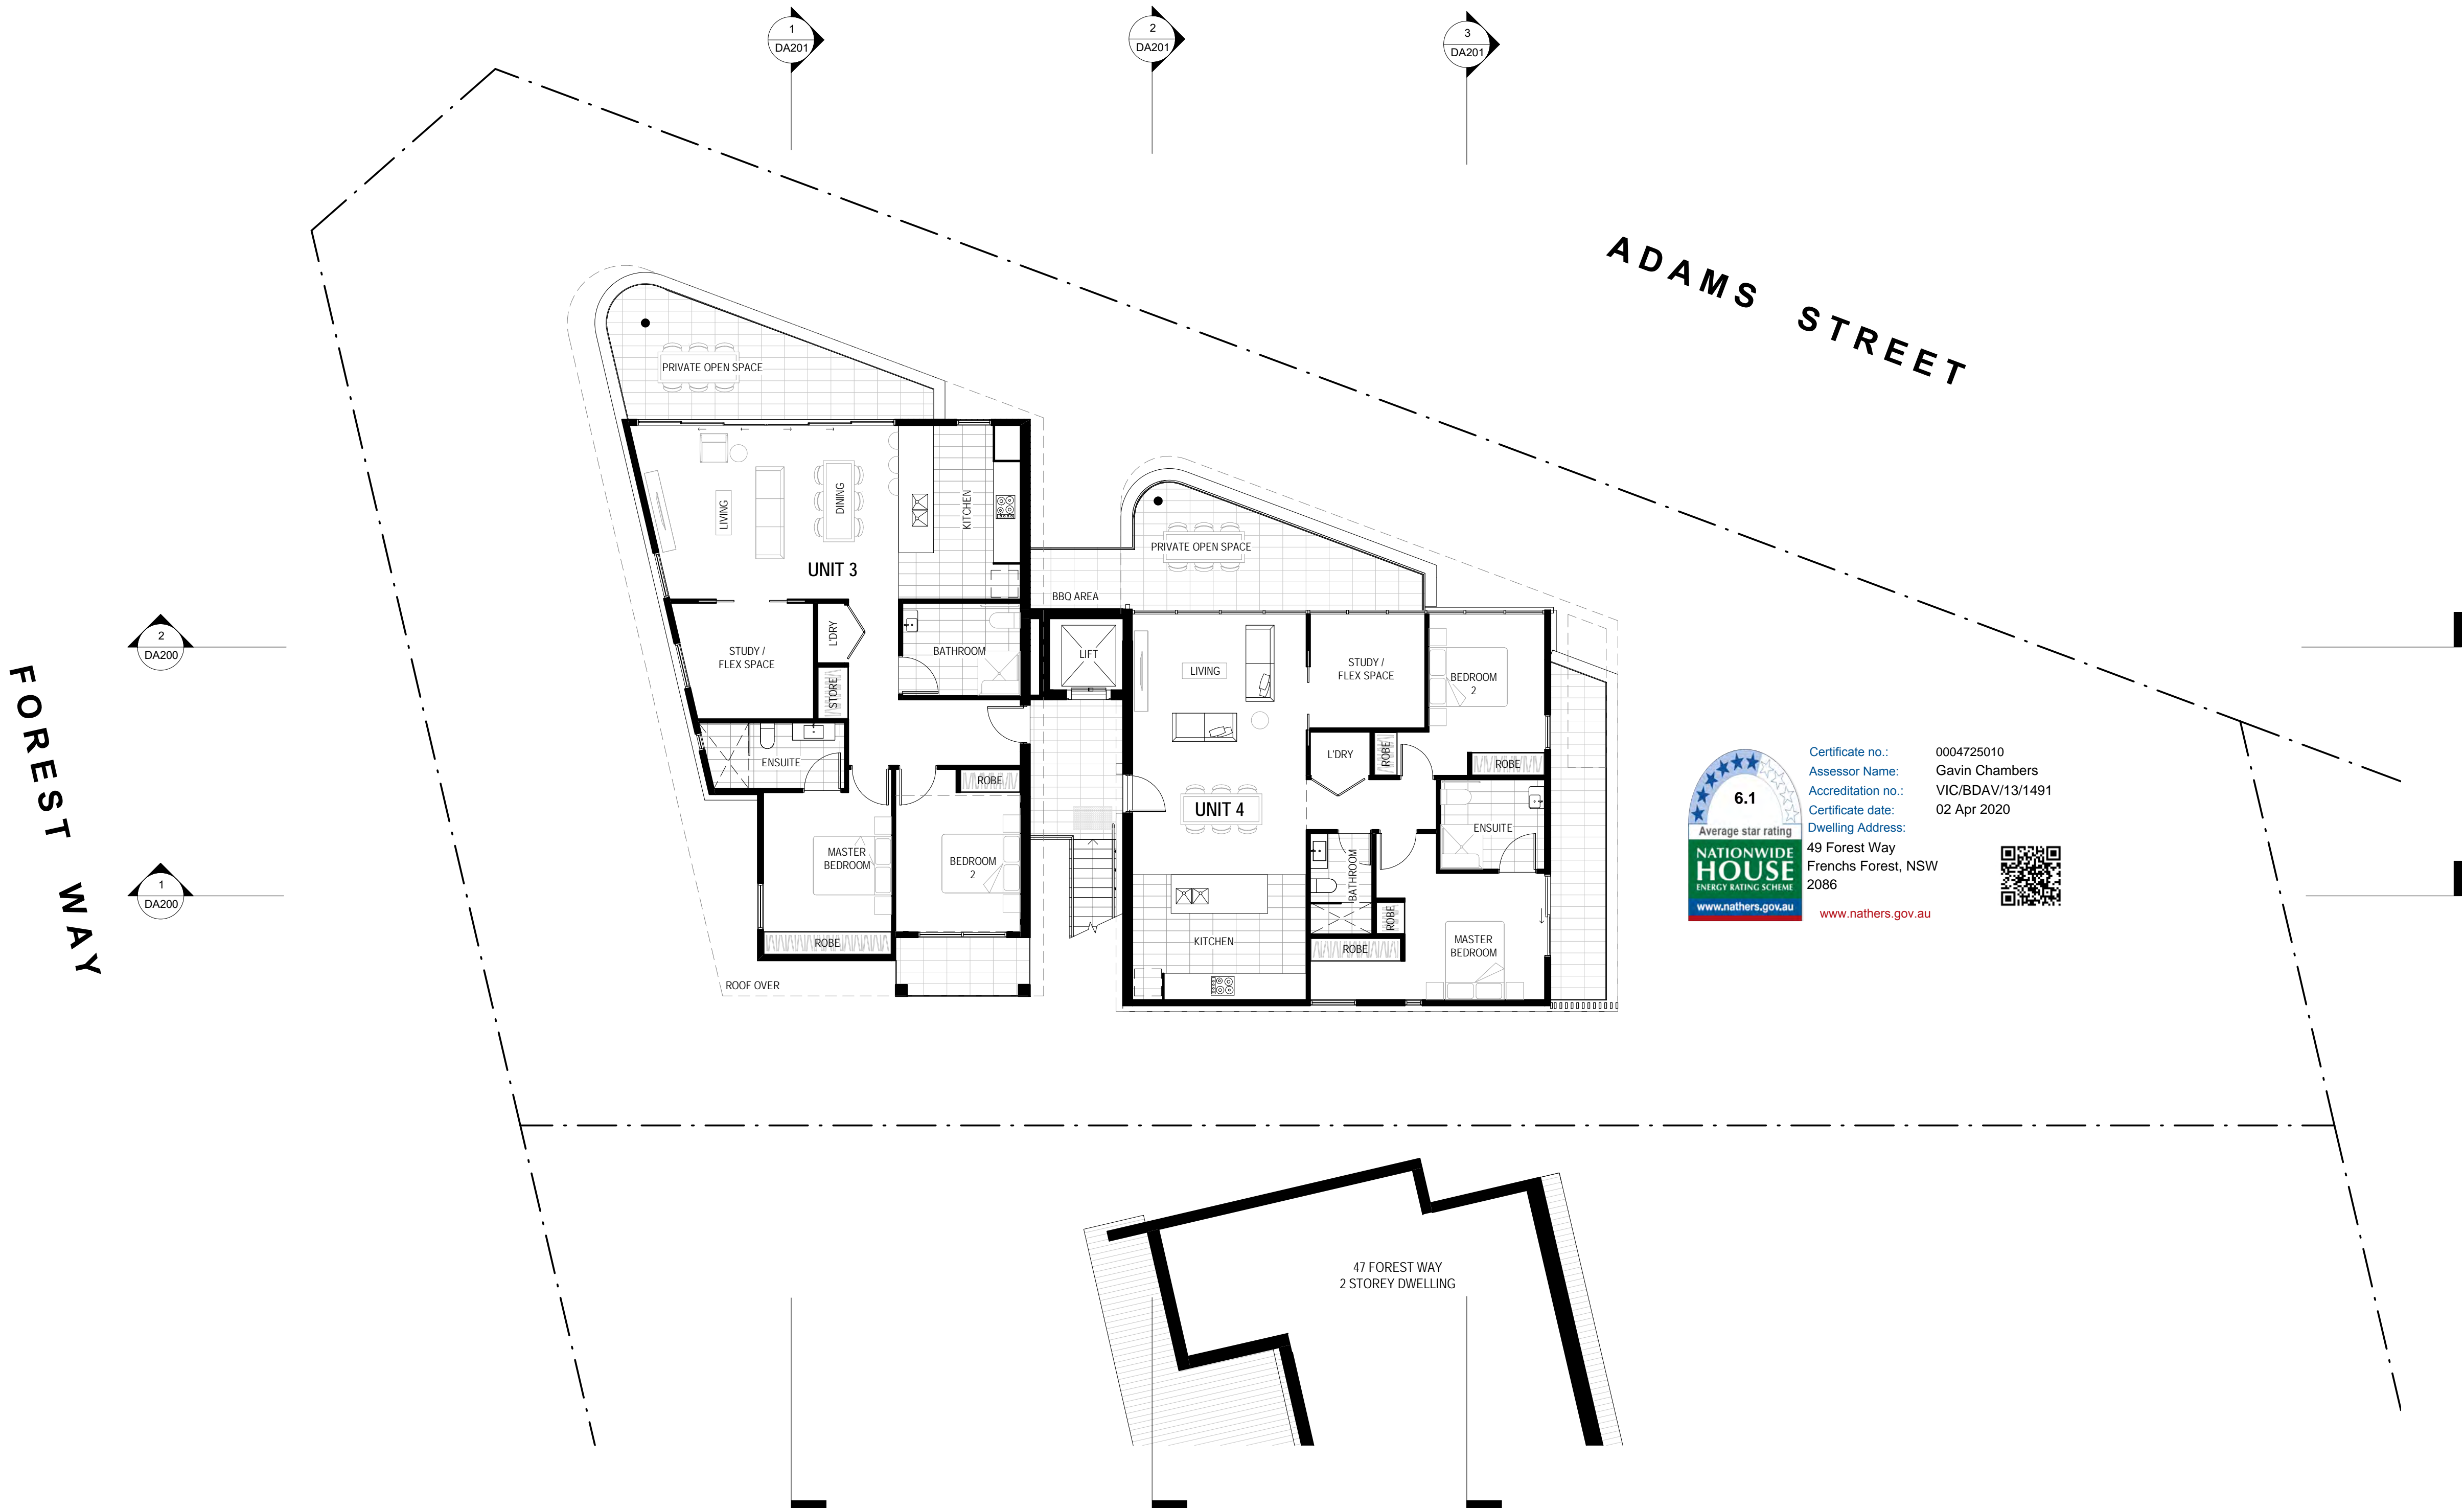 1
DA201
2
DA201
3
DA201
ADAMS STREET
FOREST WAY
2
DA200
1
DA200
PRIVATE OPEN SPACE
LIVING
DINING
KITCHEN
UNIT 3
STUDY /
FLEX SPACE
L'DRY
STORE
BATHROOM
ENSUITE
ROBE
MASTER
BEDROOM
BEDROOM
2
ROBE
ROOF OVER
PRIVATE OPEN SPACE
BBQ AREA
LIFT
LIVING
STUDY /
FLEX SPACE
BEDROOM
2
L'DRY
ROBE
ROBE
UNIT 4
ENSUITE
BATHROOM
ROBE
KITCHEN
ROBE
MASTER
BEDROOM
6.1
Average star rating
NATIONWIDE
HOUSE
ENERGY RATING SCHEME
www.nathers.gov.au
Certificate no.: 0004725010
Assessor Name: Gavin Chambers
Accreditation no.: VIC/BDAV/13/1491
Certificate date: 02 Apr 2020
Dwelling Address:
49 Forest Way
Frenchs Forest, NSW
2086
www.nathers.gov.au
47 FOREST WAY
2 STOREY DWELLING